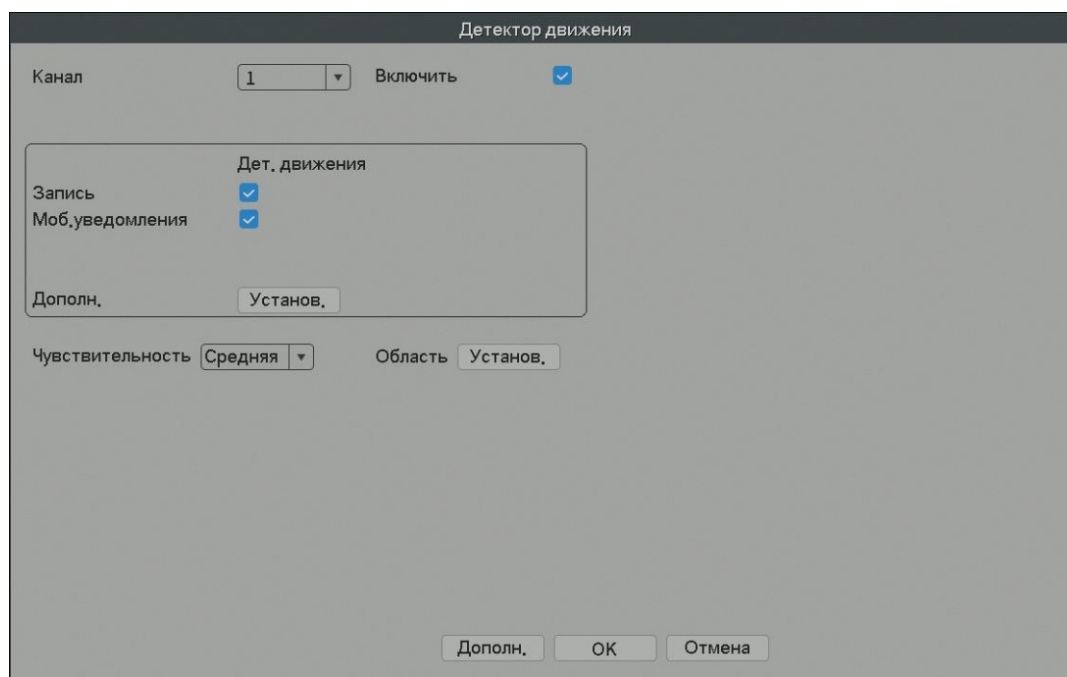 Детектор движения
Канал 1 Включить
Дет. движения
Запись
Моб.уведомления
Дополн. Установ.
Чувствительность Средняя Область Установ.
Дополн. OK Отмена